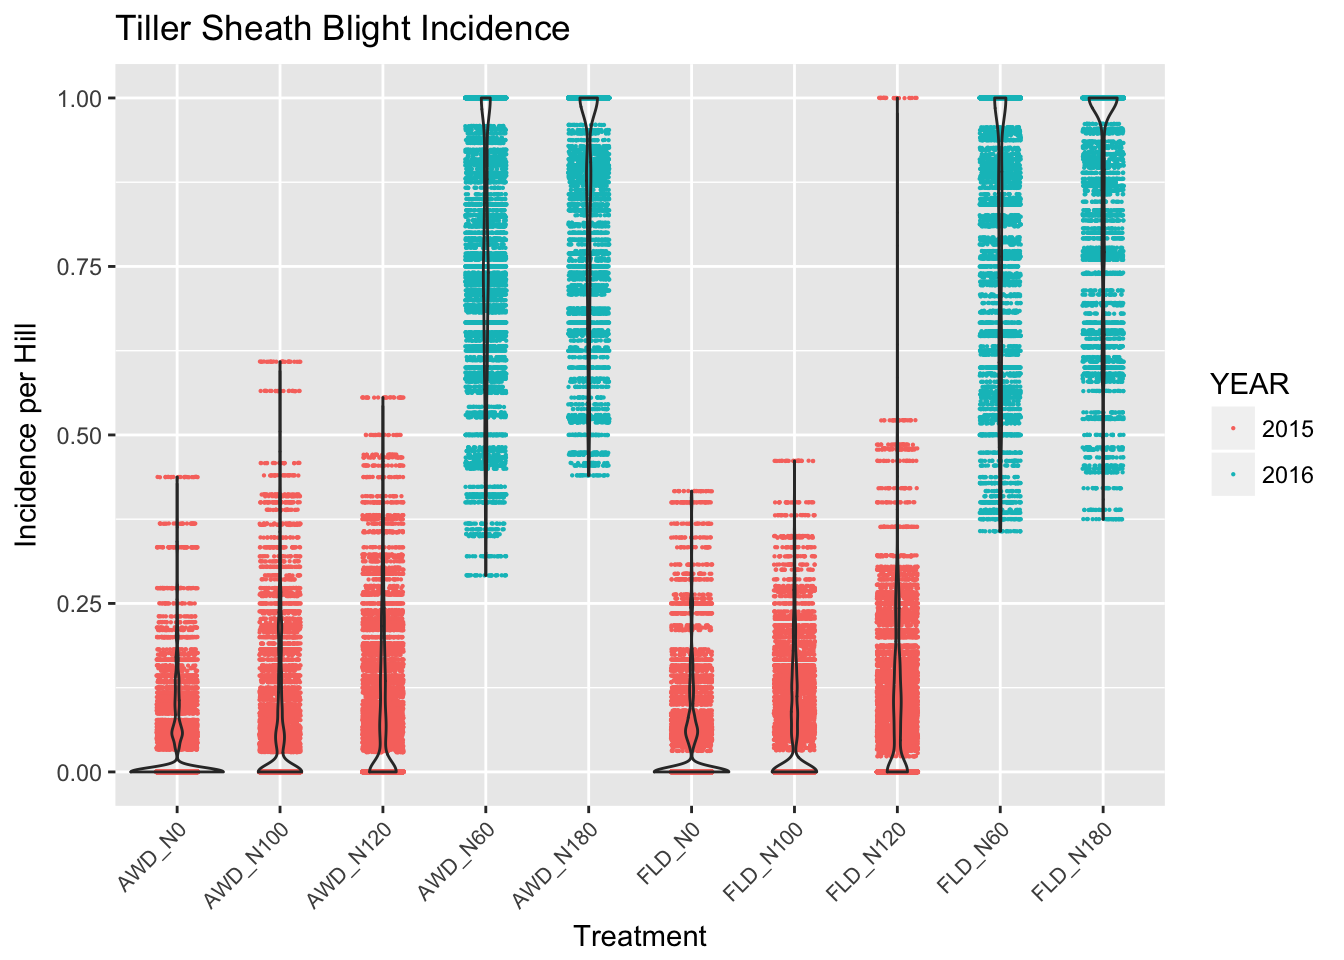 Tiller Sheath Blight Incidence
1.00
0.75
0.50
0.25
0.00
Incidence per Hill
AWD_N0
AWD_N100
AWD_N120
AWD_N60
AWD_N180
FLD_N0
FLD_N100
FLD_N120
FLD_N60
FLD_N180
Treatment
YEAR
2015
2016